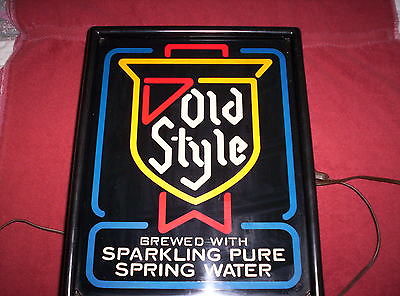 Old
Style
BREWED WITH
SPARKLING PURE
SPRING WATER